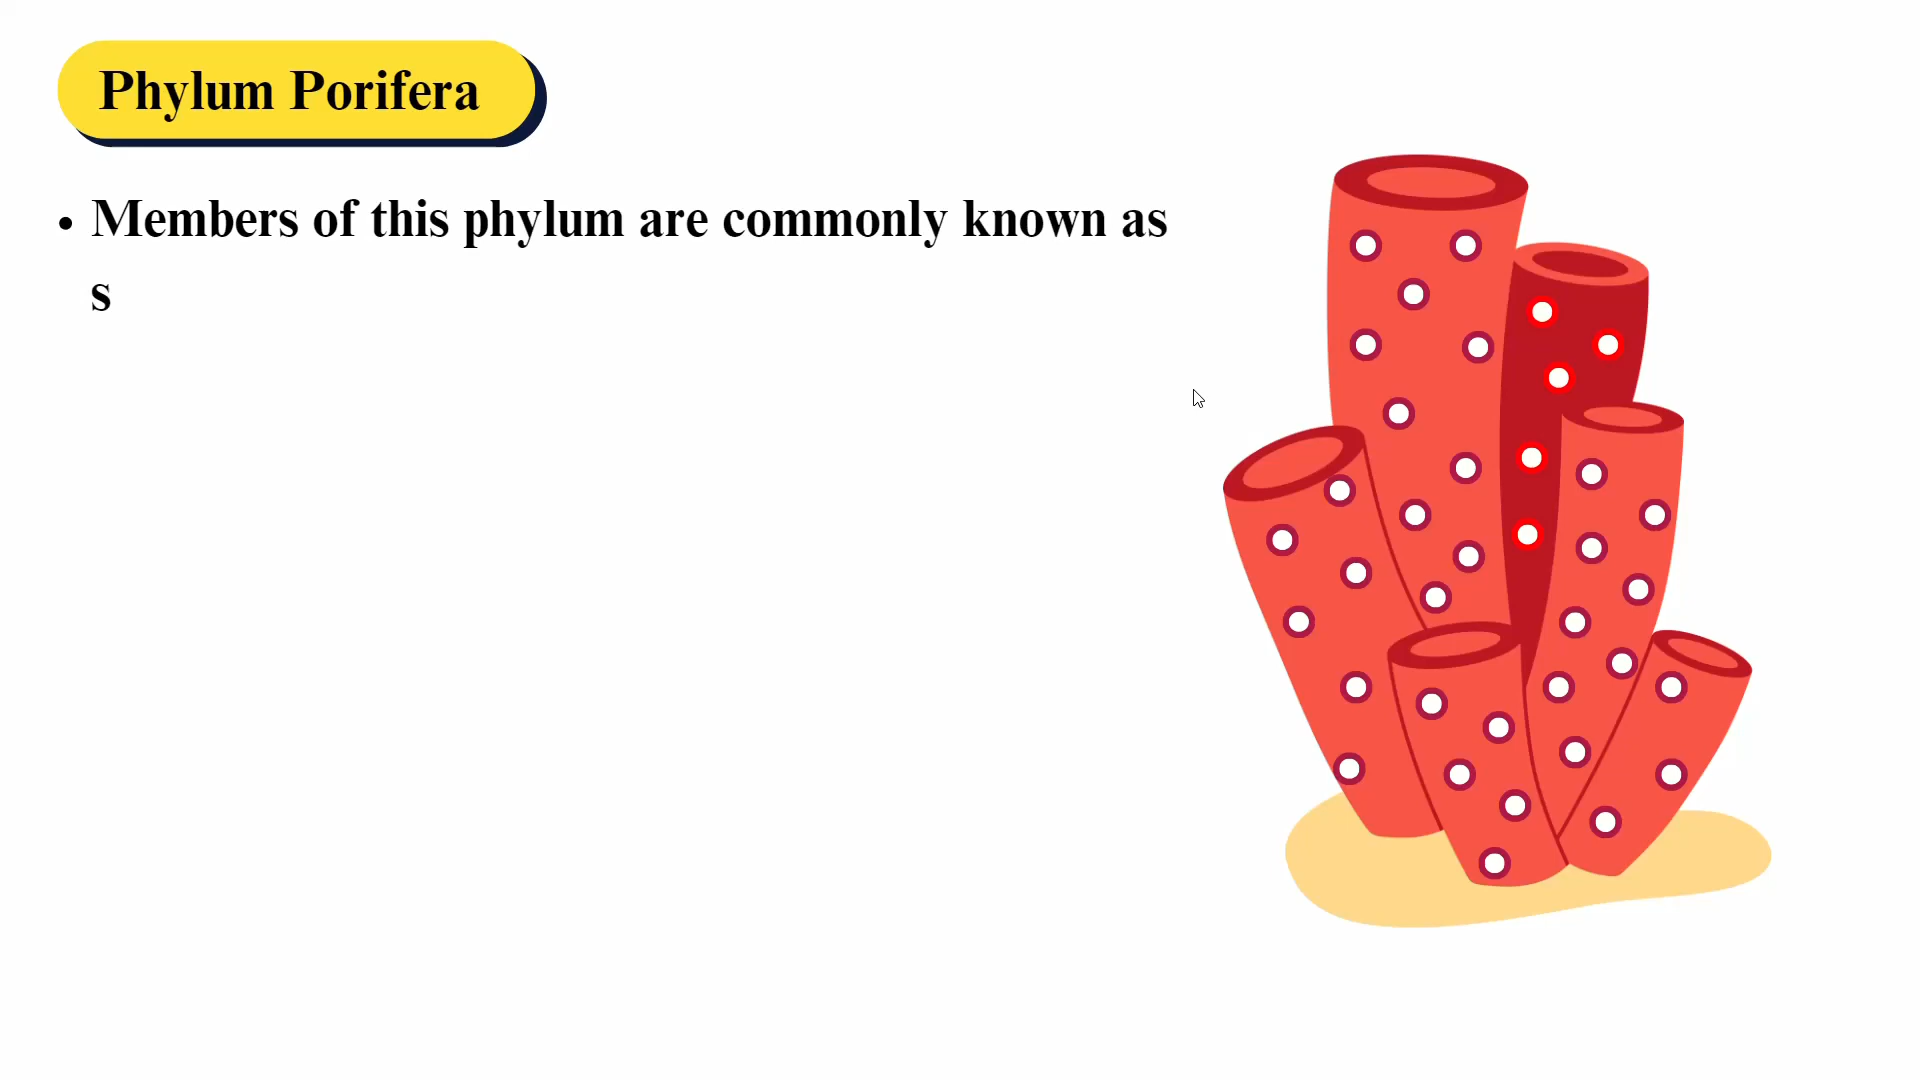 Phylum Porifera
• Members of this phylum are commonly known as
s